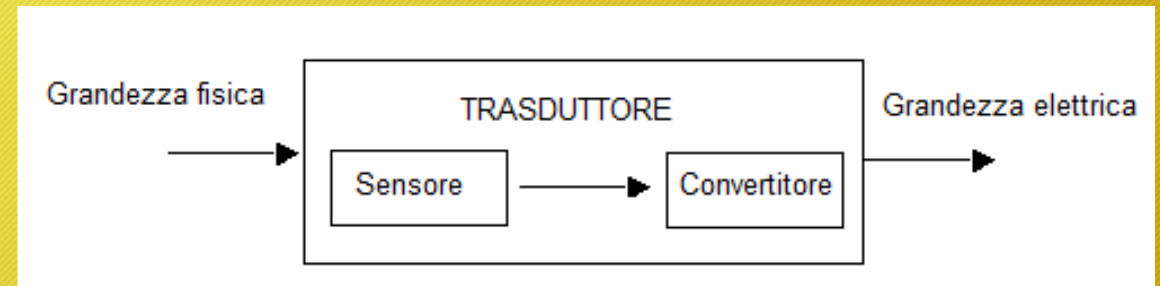 Grandezza fisica
TRASDUTTORE
Sensore
Convertitore
Grandezza elettrica